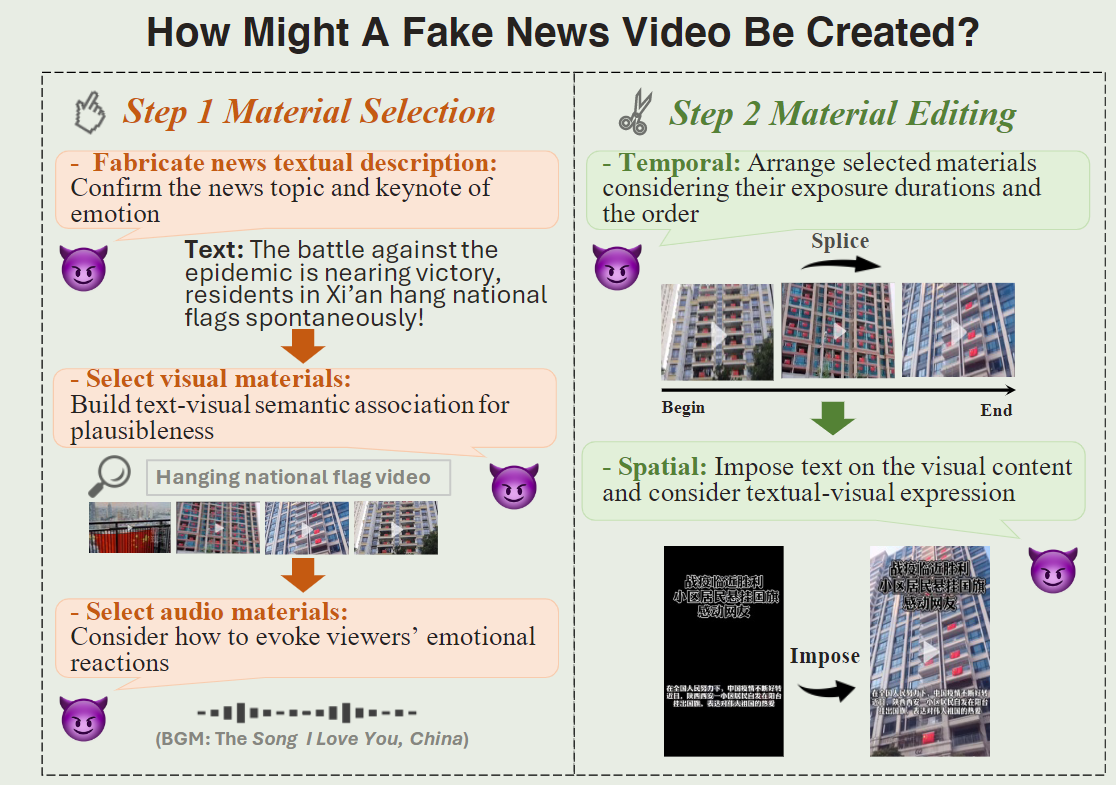 How Might A Fake News Video Be Created?
Step 1 Material Selection
- Fabricate news textual description:
Confirm the news topic and keynote of
emotion
Text: The battle against the
epidemic is nearing victory,
residents in Xi’an hang national
flags spontaneously!
- Select visual materials:
Build text-visual semantic association for
plausibleness
Hanging national flag video
- Select audio materials:
Consider how to evoke viewers’ emotional
reactions
(BGM: The Song I Love You, China)
Step 2 Material Editing
- Temporal: Arrange selected materials
considering their exposure durations and
the order
Splice
Begin
End
- Spatial: Impose text on the visual content
and consider textual-visual expression
战疫临近胜利
小区居民悬挂国旗
感动网友
在全国人民努力下，中国疫情不断好转
近日，陕西西安一小区居民自发在阳台
挂出国旗，表达对伟大祖国的热爱
Impose
战疫临近胜利
小区居民悬挂国旗
感动网友
在全国人民努力下，中国疫情不断好转
近日，陕西西安一小区居民自发在阳台
挂出国旗，表达对伟大祖国的热爱